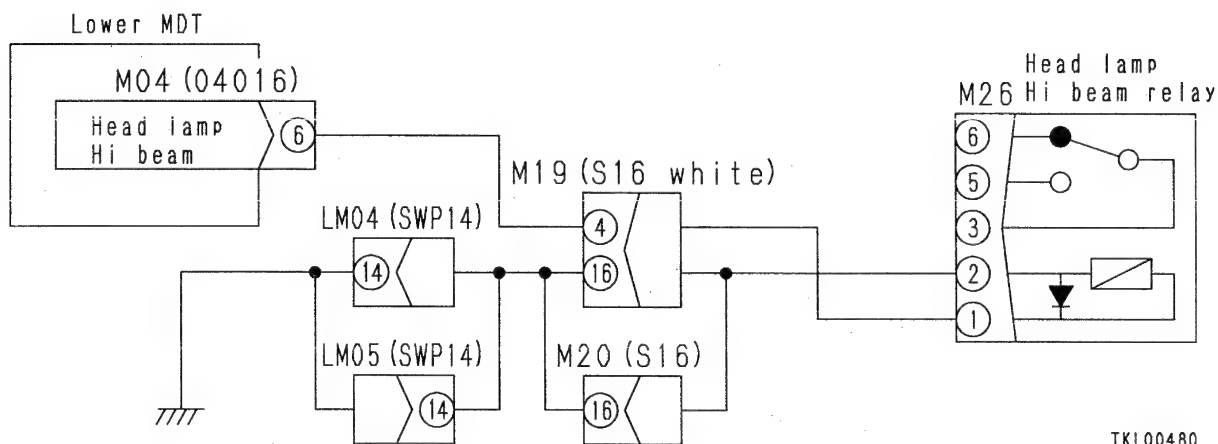 Lower MDT
M04 (04016)
Head lamp
Hi beam
6
LM04 (SWP14)
14
LM05 (SWP14)
14
M19 (S16 white)
4
16
M20 (S16)
16
Head lamp
M26 Hi beam relay
6
5
3
2
1
TKL00480